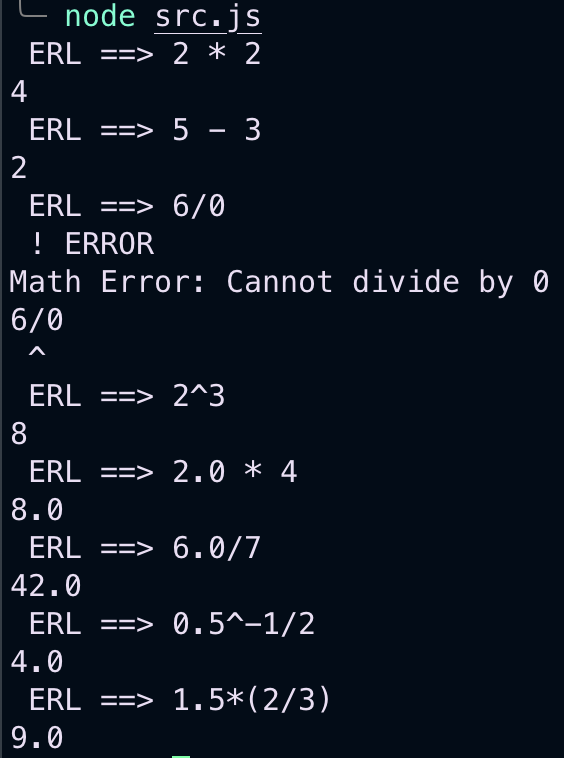 node src.js
ERL ==> 2 * 2
4
ERL ==> 5 - 3
2
ERL ==> 6/0
! ERROR
Math Error: Cannot divide by 0
6/0
^
ERL ==> 2^3
8
ERL ==> 2.0 * 4
8.0
ERL ==> 6.0/7
42.0
ERL ==> 0.5^-1/2
4.0
ERL ==> 1.5*(2/3)
9.0